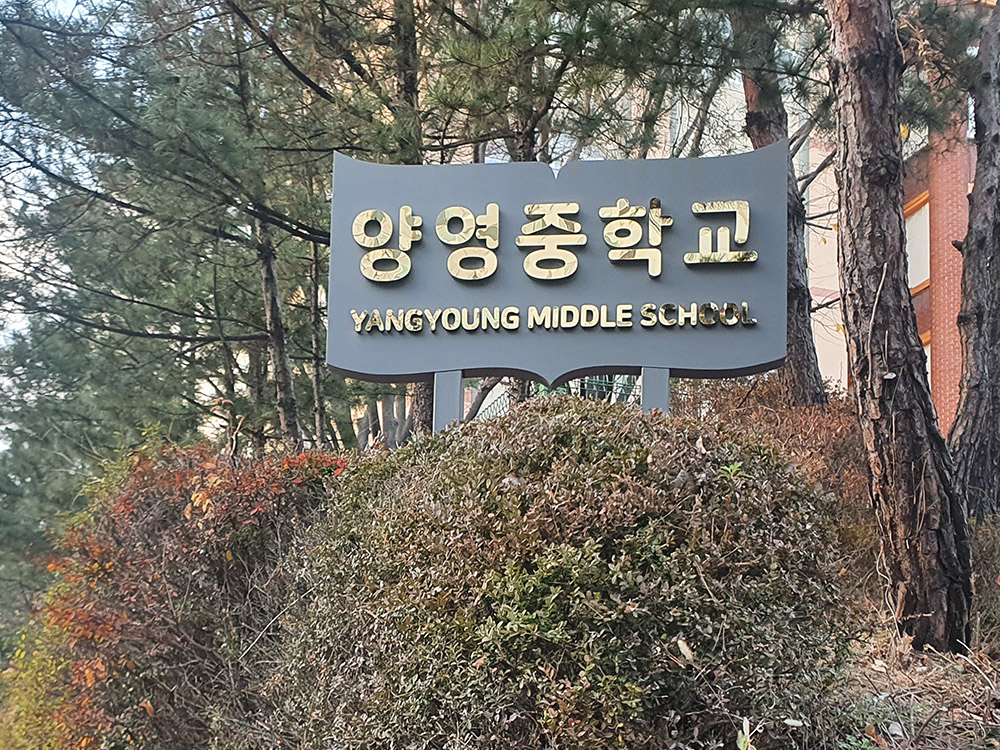 양영중학교
YANGYOUNG MIDDLE SCHOOL